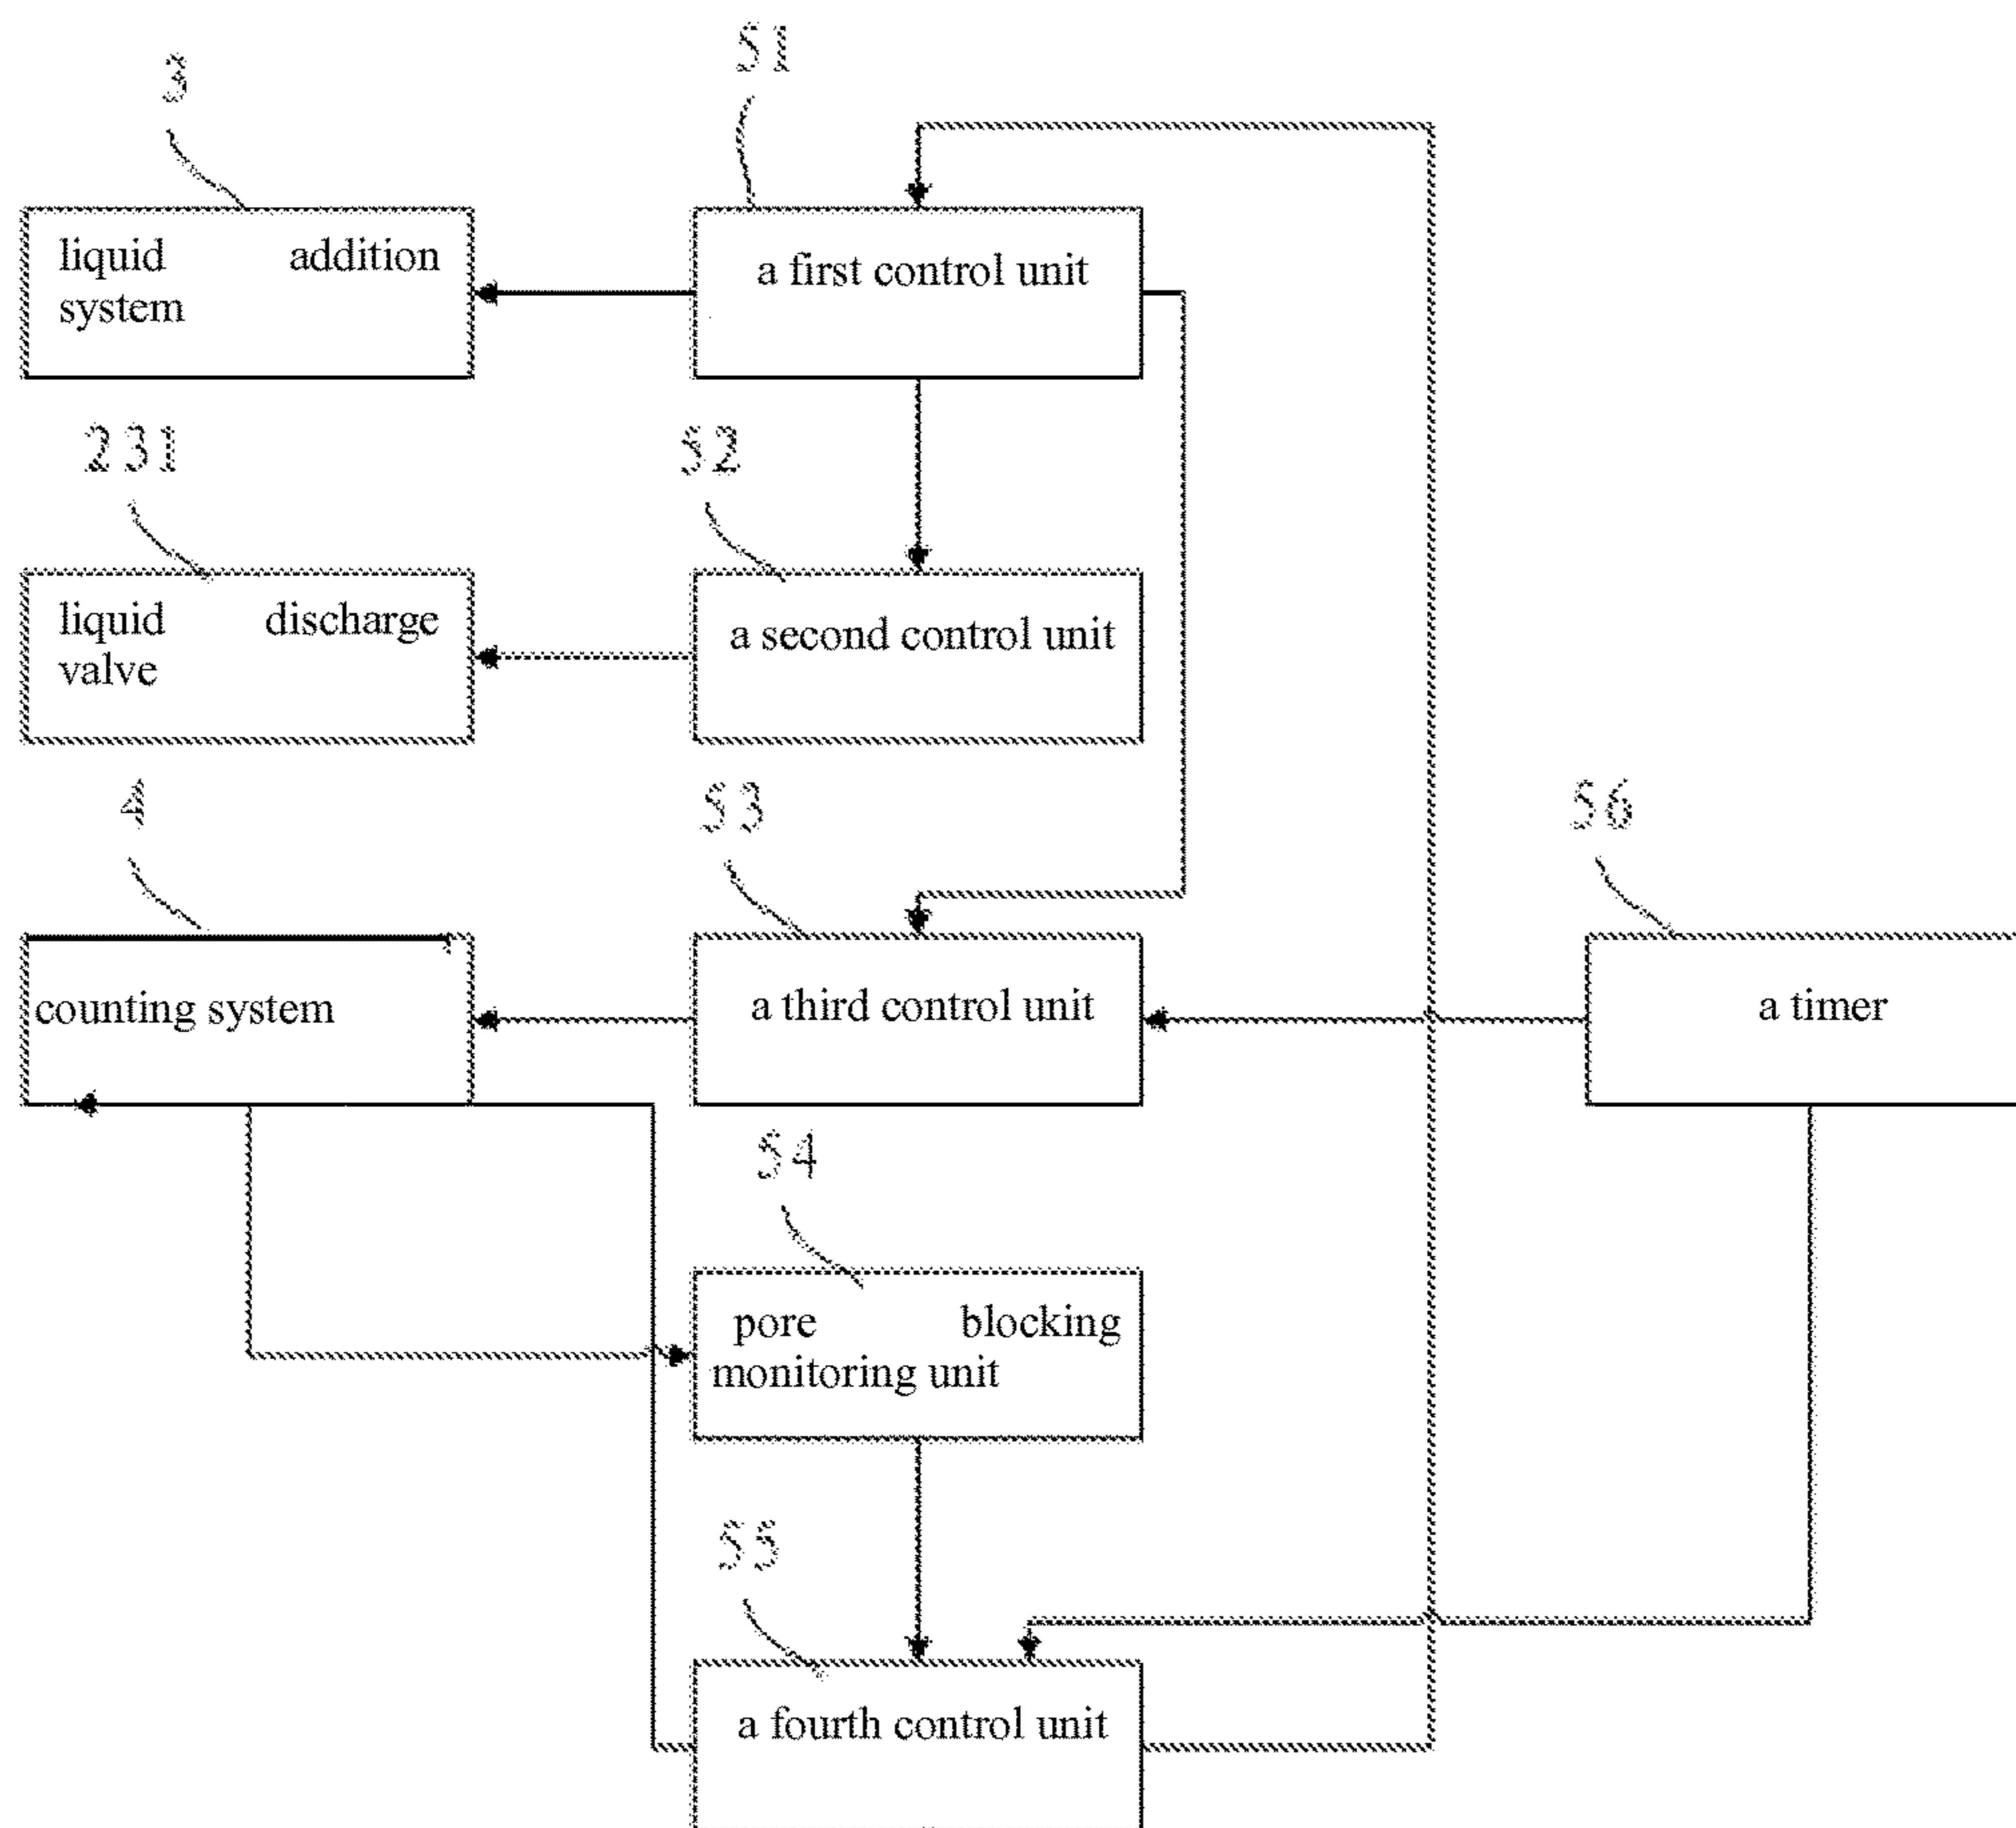 51
3
liquid addition
system
a first control unit
231
52
liquid discharge
valve
a second control unit
4
53
56
counting system
a third control unit
a timer
54
pore blocking
monitoring unit
55
a fourth control unit